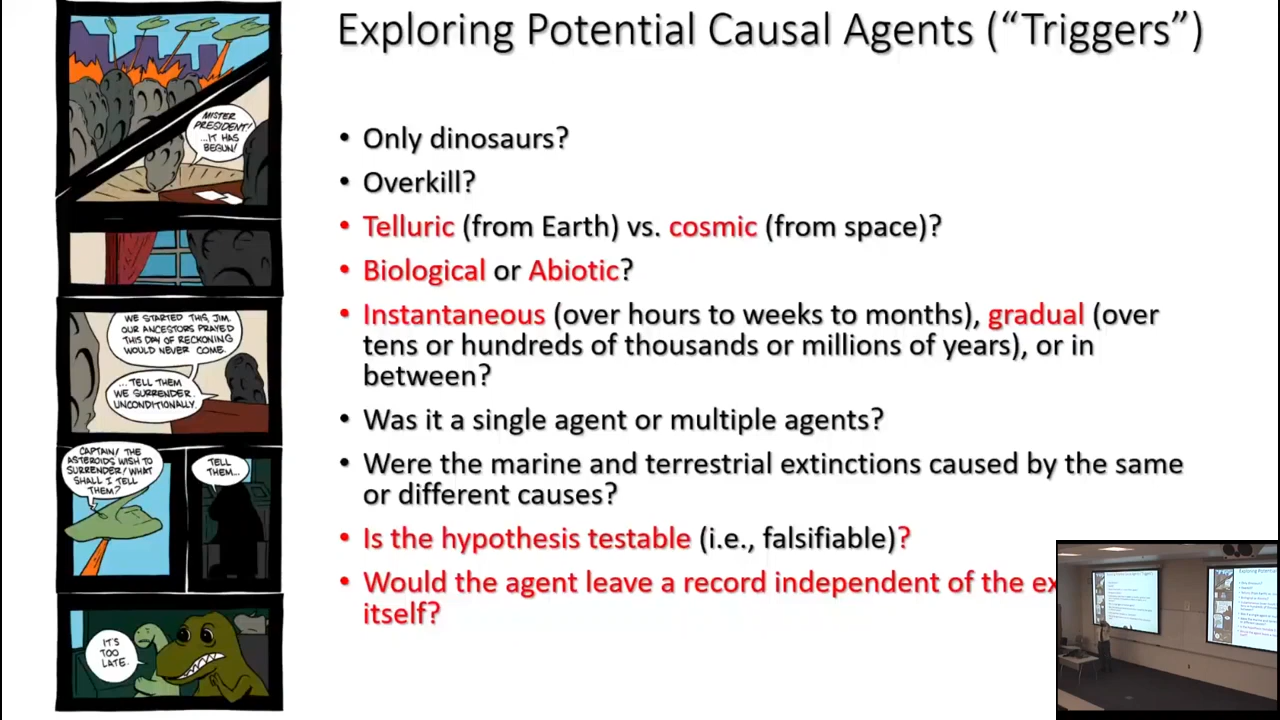 Exploring Potential Causal Agents (“Triggers”)
• Only dinosaurs?
• Overkill?
• Telluric (from Earth) vs. cosmic (from space)?
• Biological or Abiotic?
• Instantaneous (over hours to weeks to months), gradual (over
tens or hundreds of thousands or millions of years), or in
between?
• Was it a single agent or multiple agents?
• Were the marine and terrestrial extinctions caused by the same
or different causes?
• Is the hypothesis testable (i.e., falsifiable)?
• Would the agent leave a record independent of the
itself?
MISTER
PRESIDENT!
...IT HAS
BEGUN!
WE STARTED THIS, JIM.
OUR ANCESTORS PRAYED
THIS DAY OF RECKONING
WOULD NEVER COME.
...TELL THEM
WE SURRENDER.
UNCONDITIONALLY.
CAPTAIN! THE
ASTEROIDS WISH TO
SURRENDER! WHAT
SHALL I TELL
THEM?
TELL
THEM...
IT'S
TOO
LATE.